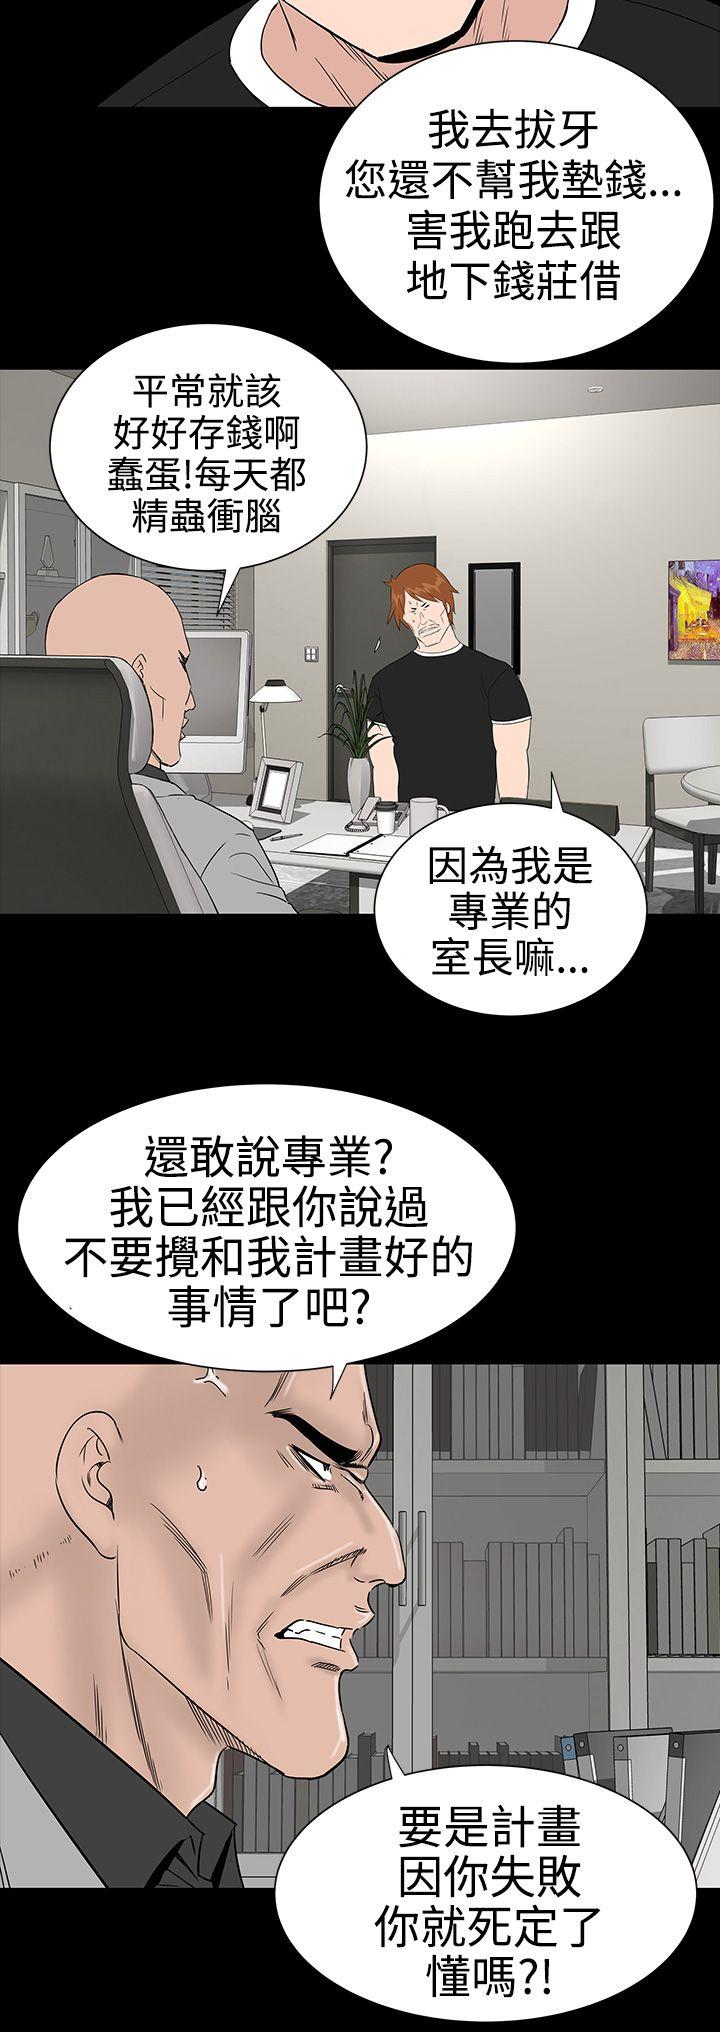 我去拔牙
您還不幫我墊錢...
害我跑去跟
地下錢莊借
平常就該
好好存錢啊
蠢蛋!每天都
精蟲衝腦
因為我是
專業的
室長嘛...
還敢說專業?
我已經跟你說過
不要攪和我計畫好的
事情了吧?
要是計畫
因你失敗
你就死定了
懂嗎?!